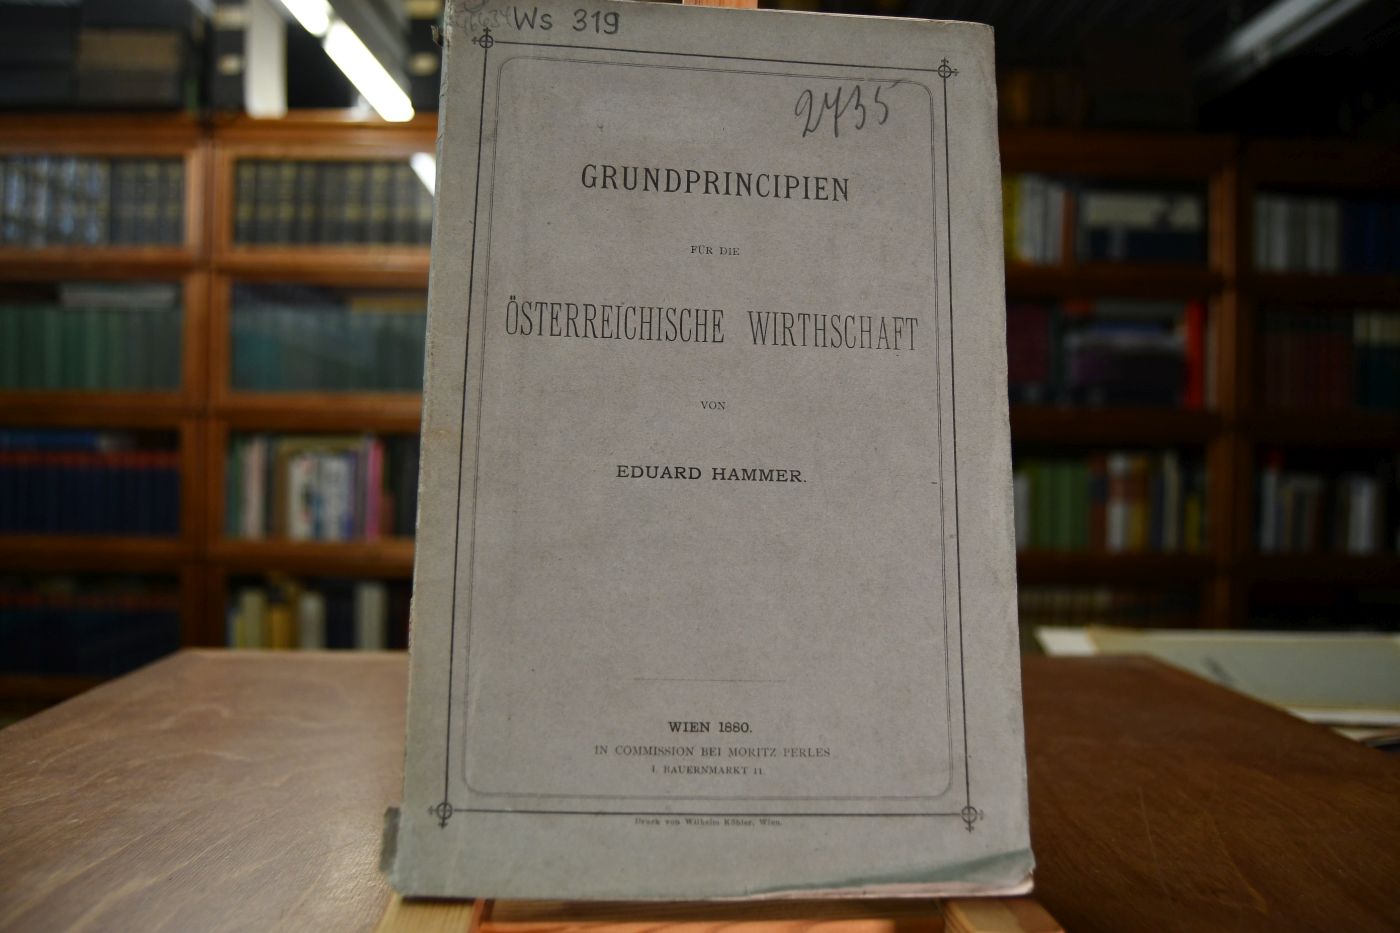 Ws 319
2435
GRUNDPRINCIPIEN
FÜR DIE
ÖSTERREICHISCHE WIRTHSCHAFT
VON
EDUARD HAMMER.
WIEN 1880.
IN COMMISSION BEI MORITZ PERLES
I. BAUERNMARKT 11
Druck von Wilhelm Köhler, Wien.